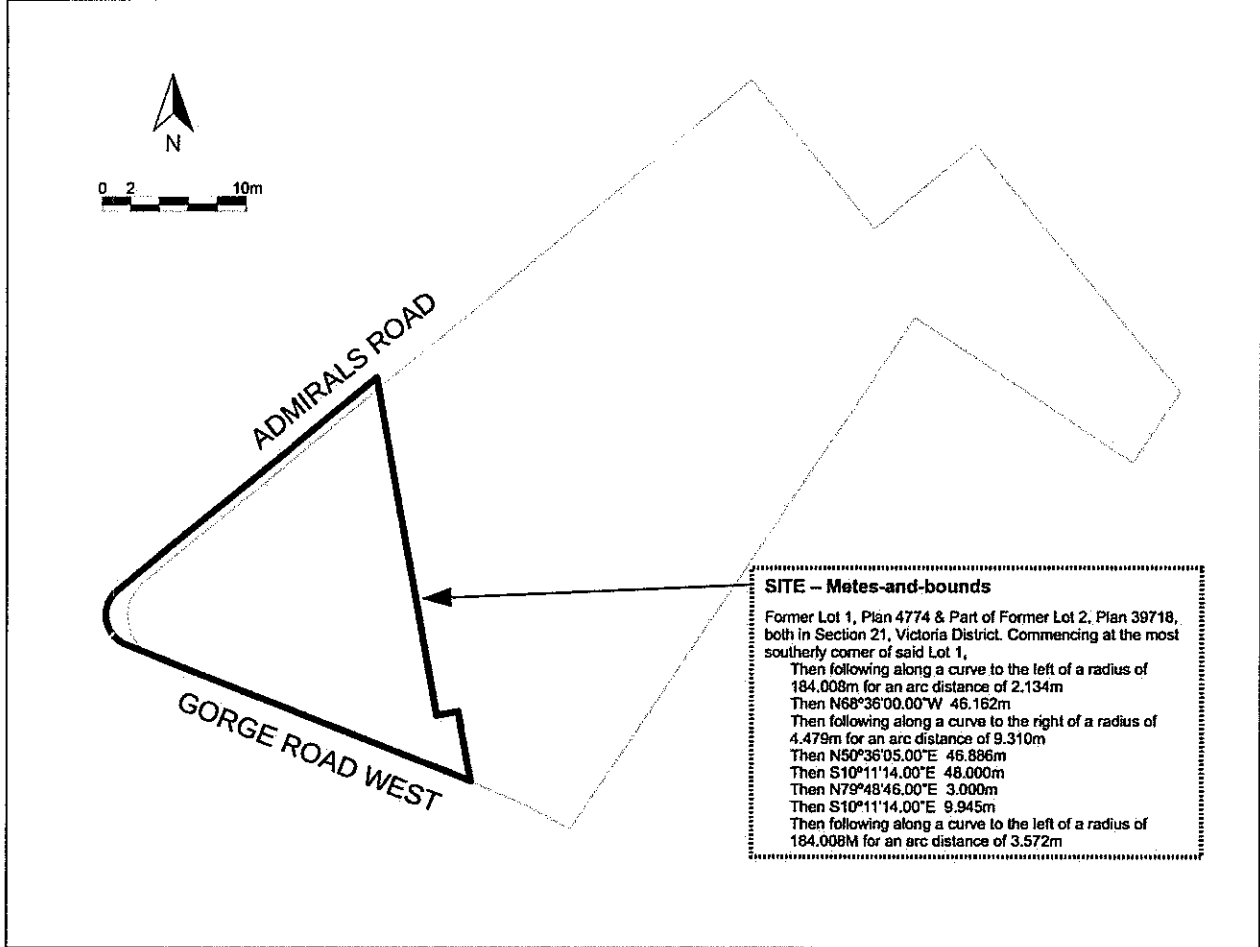 N
0 2 10m
ADMIRALS ROAD
GORGE ROAD WEST
SITE – Metes-and-bounds
Former Lot 1, Plan 4774 & Part of Former Lot 2, Plan 39718,
both in Section 21, Victoria District. Commencing at the most
southerly corner of said Lot 1,
Then following along a curve to the left of a radius of
184.008m for an arc distance of 2.134m
Then N68°36'00.00"W 46.162m
Then following along a curve to the right of a radius of
4.479m for an arc distance of 9.310m
Then N50°36'05.00"E 46.886m
Then S10°11'14.00"E 48.000m
Then N79°48'46.00"E 3.000m
Then S10°11'14.00"E 9.945m
Then following along a curve to the left of a radius of
184.008M for an arc distance of 3.572m